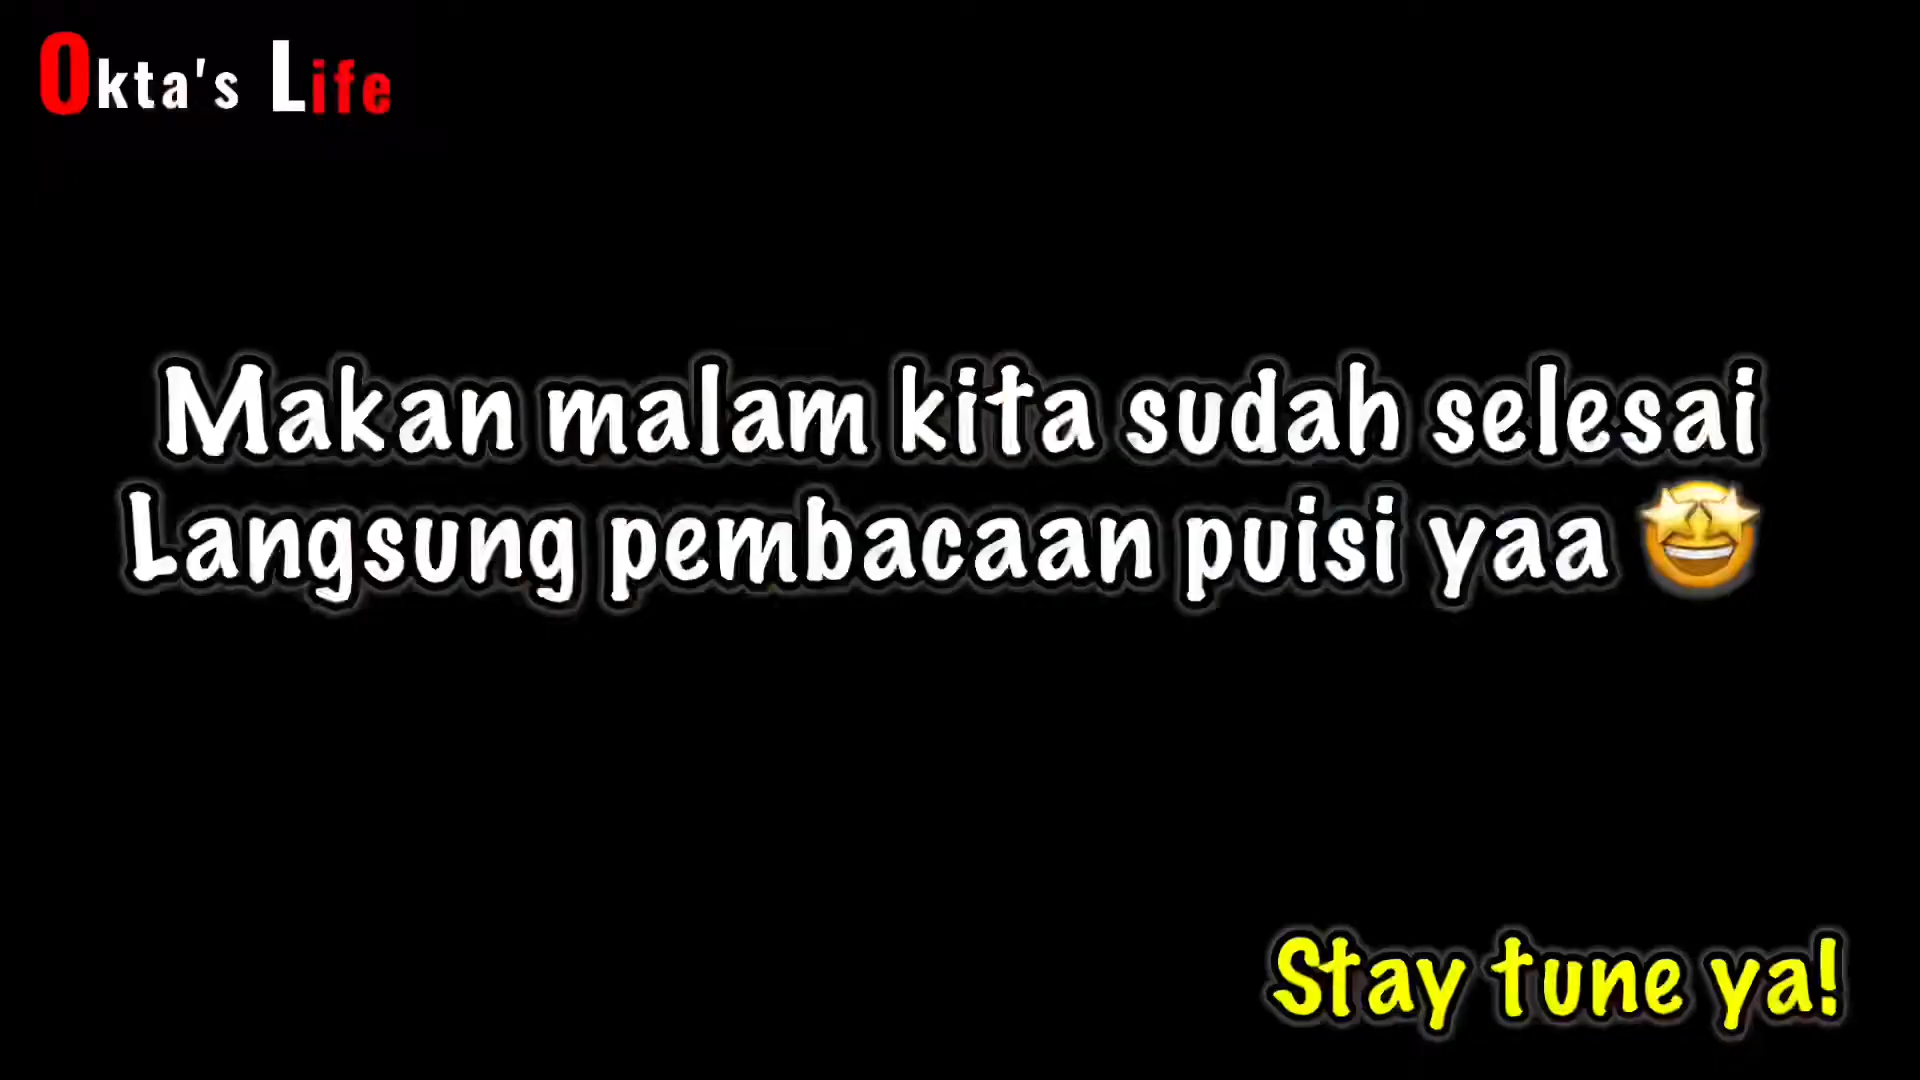 Okta's Life
Makan malam kita sudah selesai
Langsung pembacaan puisi yaa 🤩
Stay tune ya!